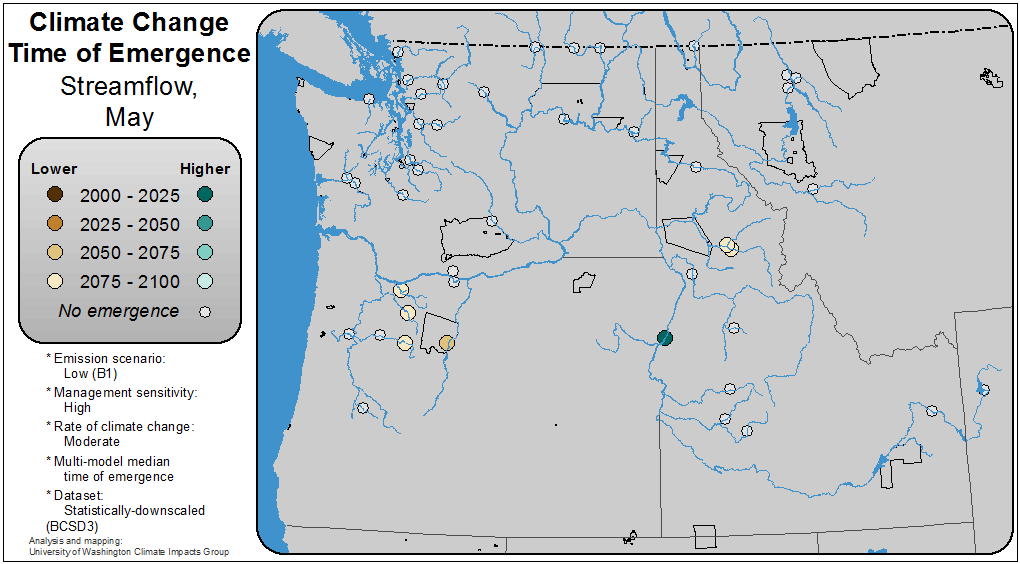 Climate Change
Time of Emergence
Streamflow,
May
Lower Higher
2000 - 2025
2025 - 2050
2050 - 2075
2075 - 2100
No emergence
* Emission scenario:
Low (B1)
* Management sensitivity:
High
* Rate of climate change:
Moderate
* Multi-model median
time of emergence
* Dataset:
Statistically-downscaled
(BCSD3)
Analysis and mapping:
University of Washington Climate Impacts Group